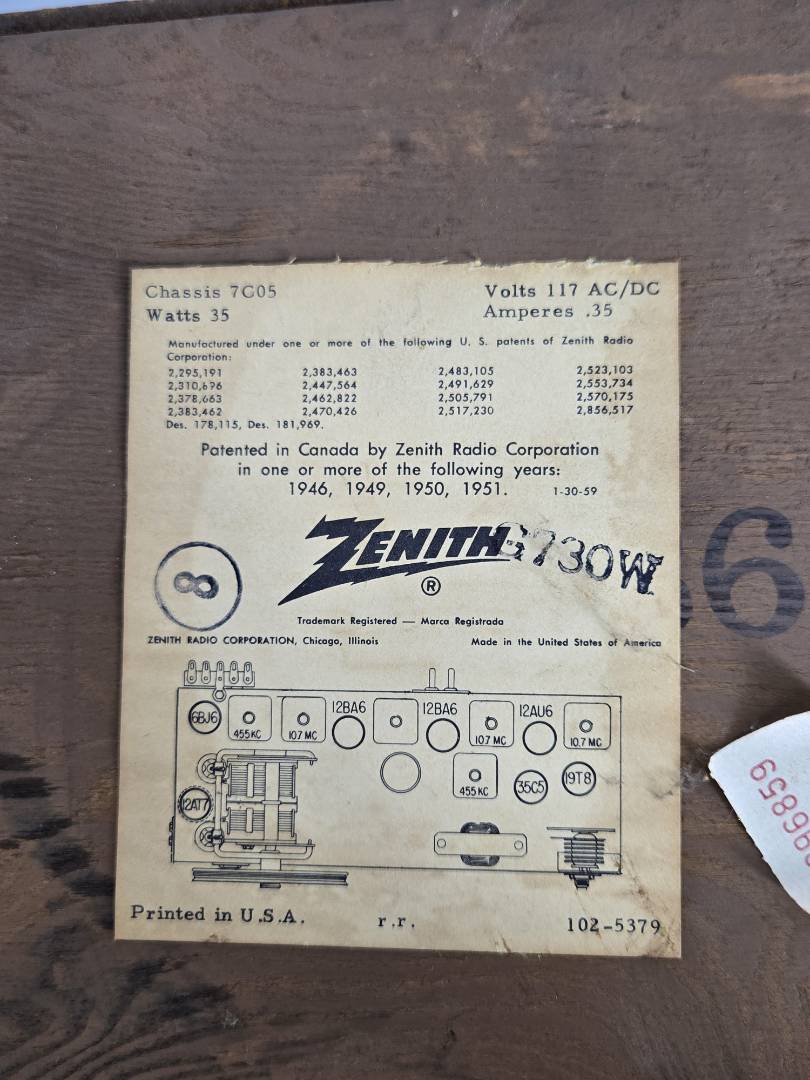 Chassis 7C05 Volts 117 AC/DC
Watts 35 Amperes .35
Manufactured under one or more of the following U. S. patents of Zenith Radio
Corporation:
2,295,191 2,383,463 2,483,105 2,523,103
2,310,696 2,447,564 2,491,629 2,553,734
2,378,663 2,462,822 2,505,791 2,570,175
2,383,462 2,470,426 2,517,230 2,856,517
Des. 178,115, Des. 181,969.
Patented in Canada by Zenith Radio Corporation
in one or more of the following years:
1946, 1949, 1950, 1951. 1-30-59
ZENITH G730W
®
8
6
Trademark Registered — Marca Registrada
ZENITH RADIO CORPORATION, Chicago, Illinois Made in the United States of America
6BJ6 12BA6 12BA6 12AU6
455KC 10.7 MC 10.7 MC 10.7 MC
455 KC 35C5 19T8
12AT7
96859
Printed in U.S.A. r.r. 102-5379